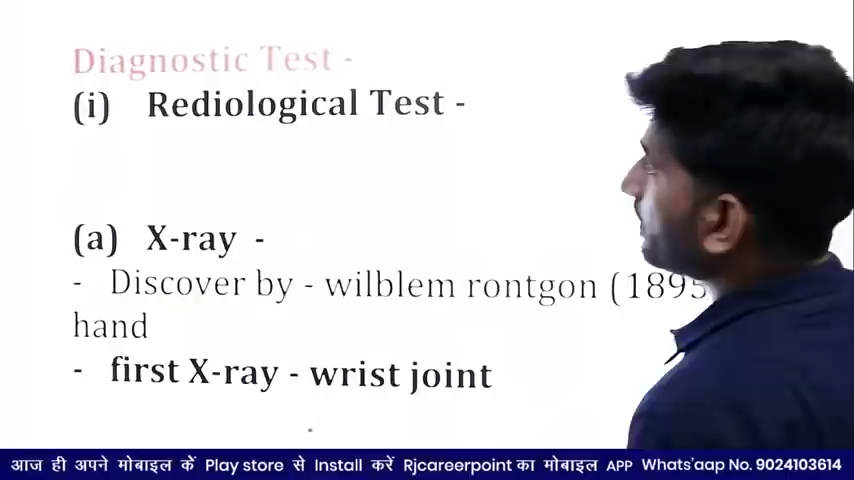 Diagnostic Test -
(i) Rediological Test -
(a) X-ray -
- Discover by - wilblem rontgon (1895
hand
- first X-ray - wrist joint
आज ही अपने मोबाइल कें Play store से Install करें Rjcareerpoint का मोबाइल APP Whats'aap No. 9024103614